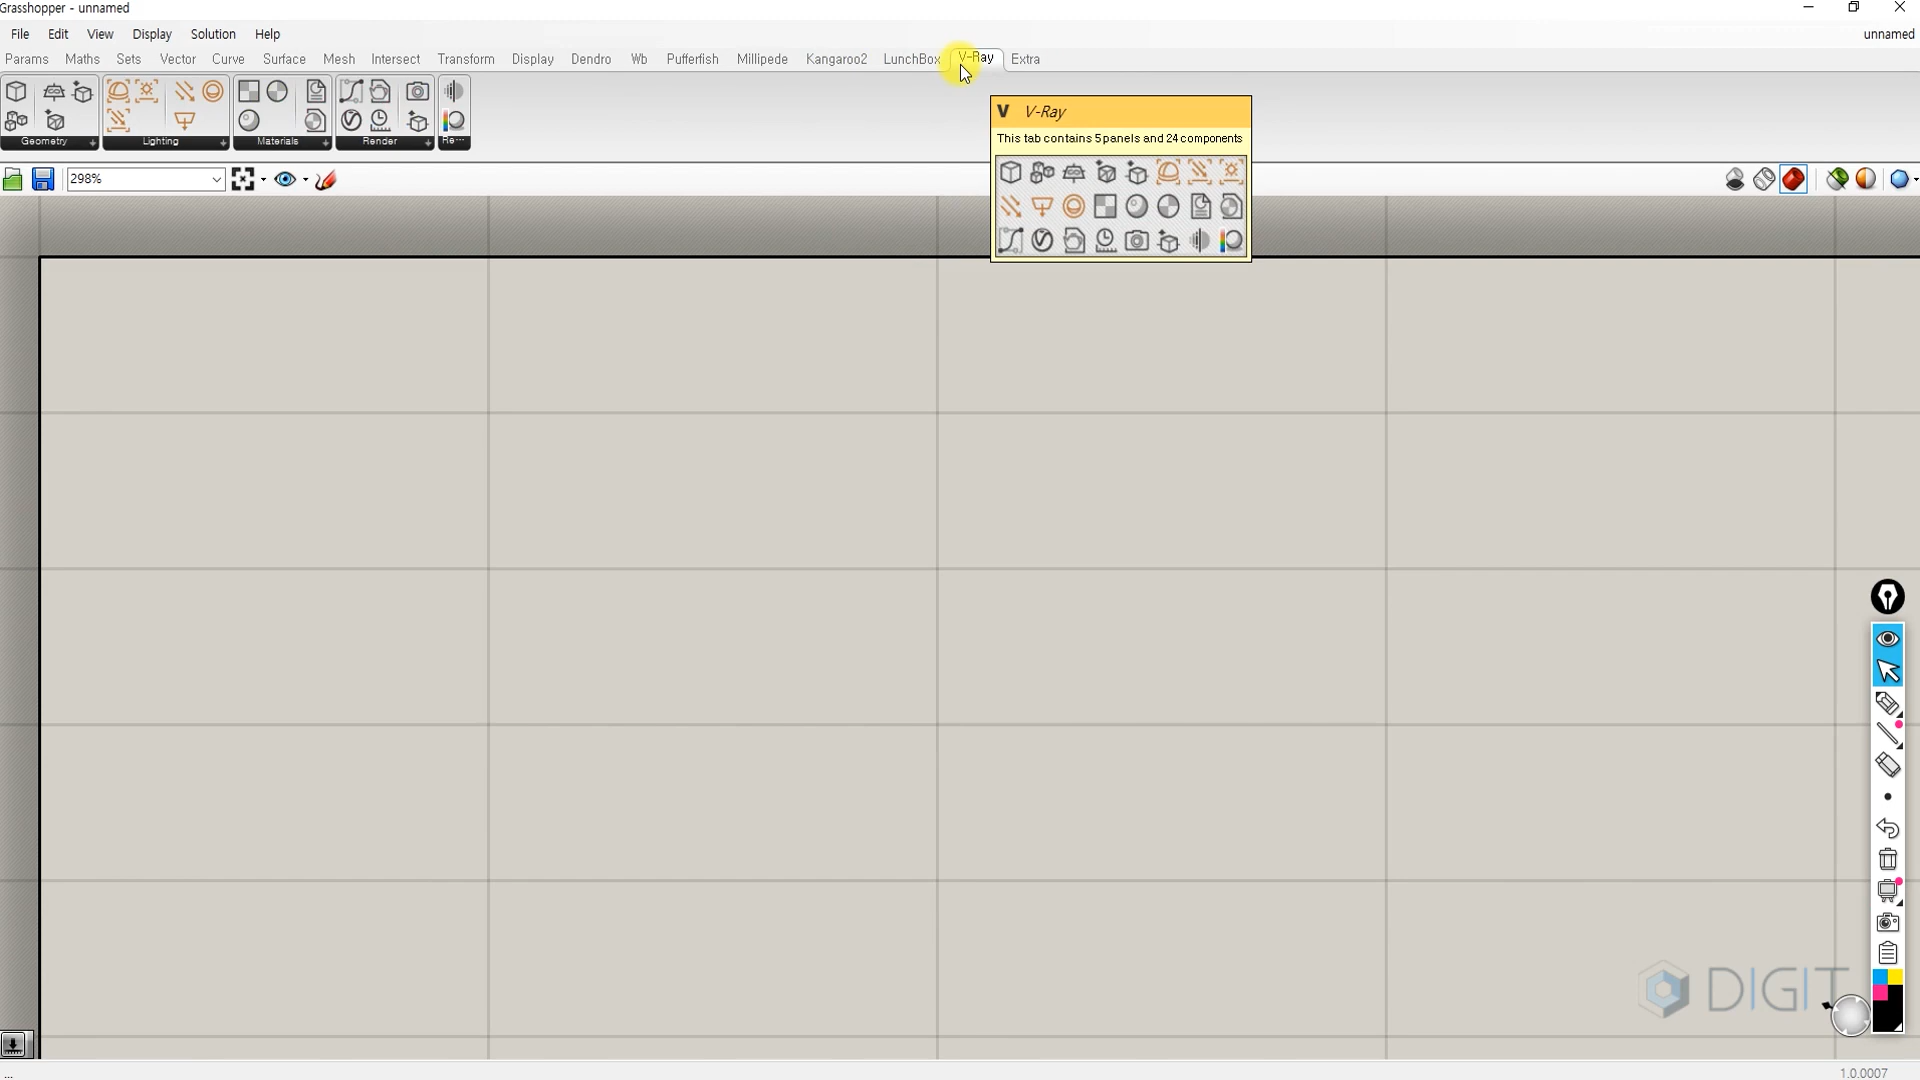 Grasshopper - unnamed
File Edit View Display Solution Help
unnamed
Params Maths Sets Vector Curve Surface Mesh Intersect Transform Display Dendro Wb Pufferfish Millipede Kangaroo2 LunchBox V-Ray Extra
Geometry Lighting Materials Render Re...
V V-Ray
This tab contains 5 panels and 24 components
298%
DIGIT
...
1.0.0007